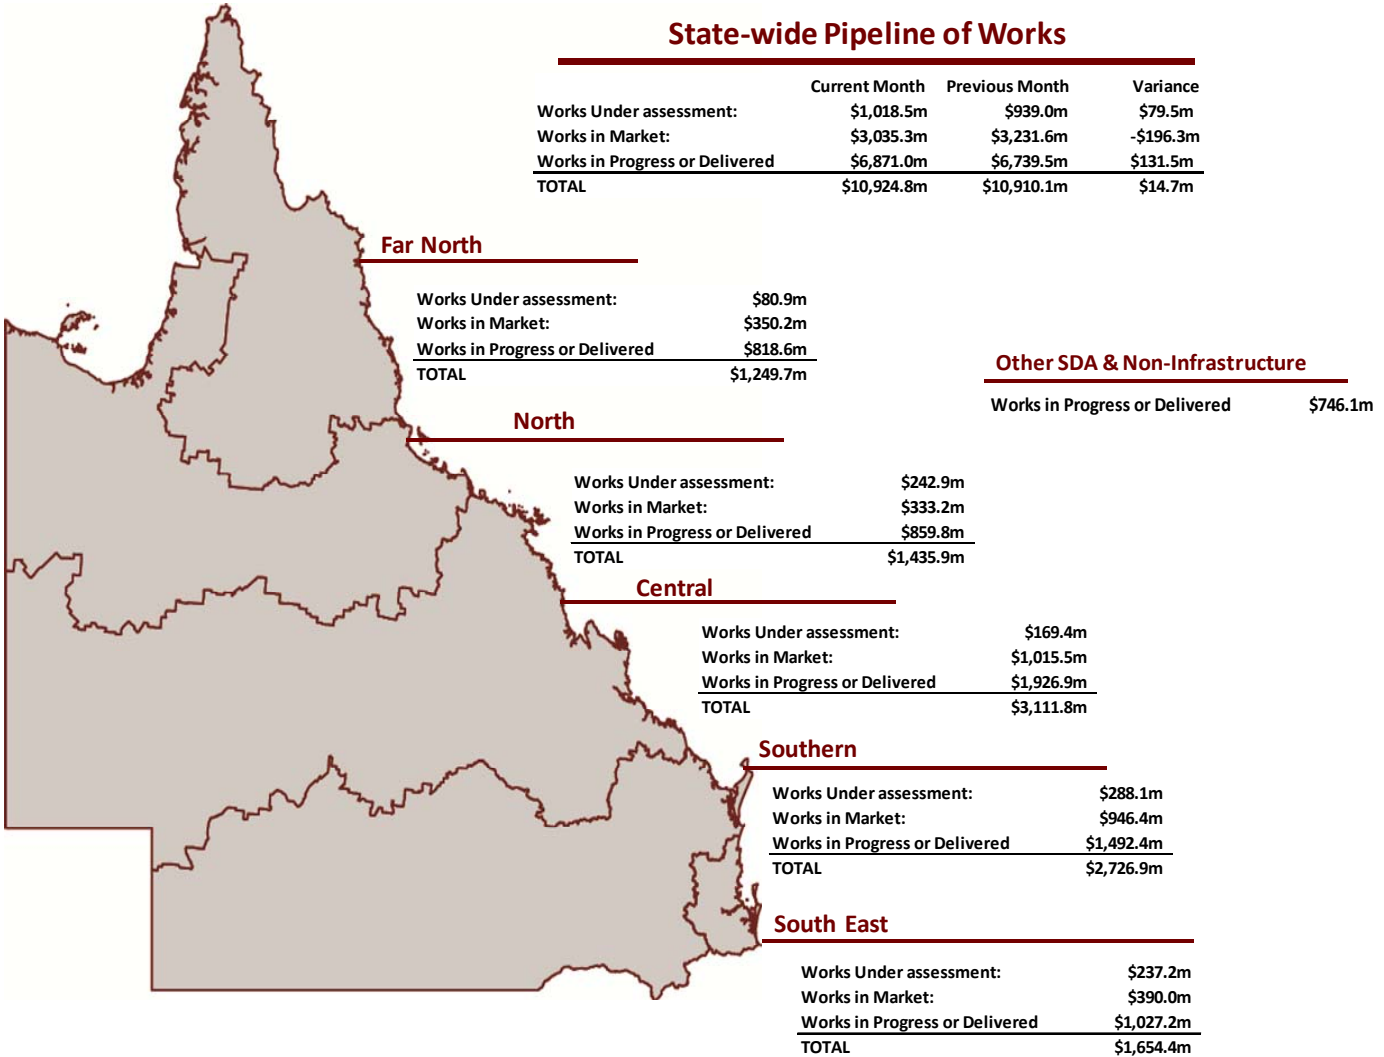 State-wide Pipeline of Works
Current Month Previous Month Variance
Works Under assessment: $1,018.5m $939.0m $79.5m
Works in Market: $3,035.3m $3,231.6m -$196.3m
Works in Progress or Delivered $6,871.0m $6,739.5m $131.5m
TOTAL $10,924.8m $10,910.1m $14.7m
Far North
Works Under assessment: $80.9m
Works in Market: $350.2m
Works in Progress or Delivered $818.6m
TOTAL $1,249.7m
Other SDA & Non-Infrastructure
Works in Progress or Delivered $746.1m
North
Works Under assessment: $242.9m
Works in Market: $333.2m
Works in Progress or Delivered $859.8m
TOTAL $1,435.9m
Central
Works Under assessment: $169.4m
Works in Market: $1,015.5m
Works in Progress or Delivered $1,926.9m
TOTAL $3,111.8m
Southern
Works Under assessment: $288.1m
Works in Market: $946.4m
Works in Progress or Delivered $1,492.4m
TOTAL $2,726.9m
South East
Works Under assessment: $237.2m
Works in Market: $390.0m
Works in Progress or Delivered $1,027.2m
TOTAL $1,654.4m